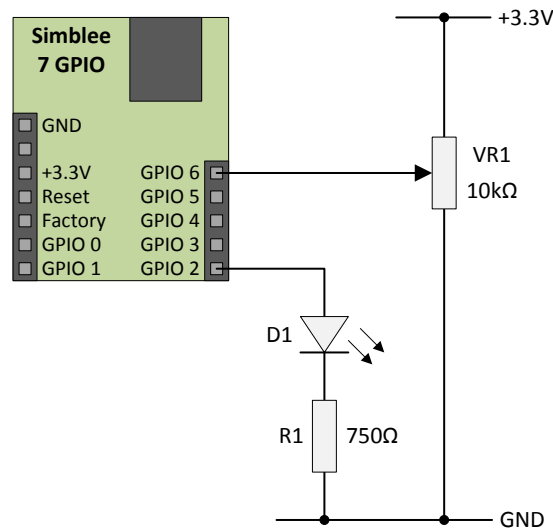 Simblee
7 GPIO
+3.3V
GND
+3.3V
Reset
Factory
GPIO 0
GPIO 1
GPIO 6
GPIO 5
GPIO 4
GPIO 3
GPIO 2
VR1
10kΩ
D1
R1
750Ω
GND